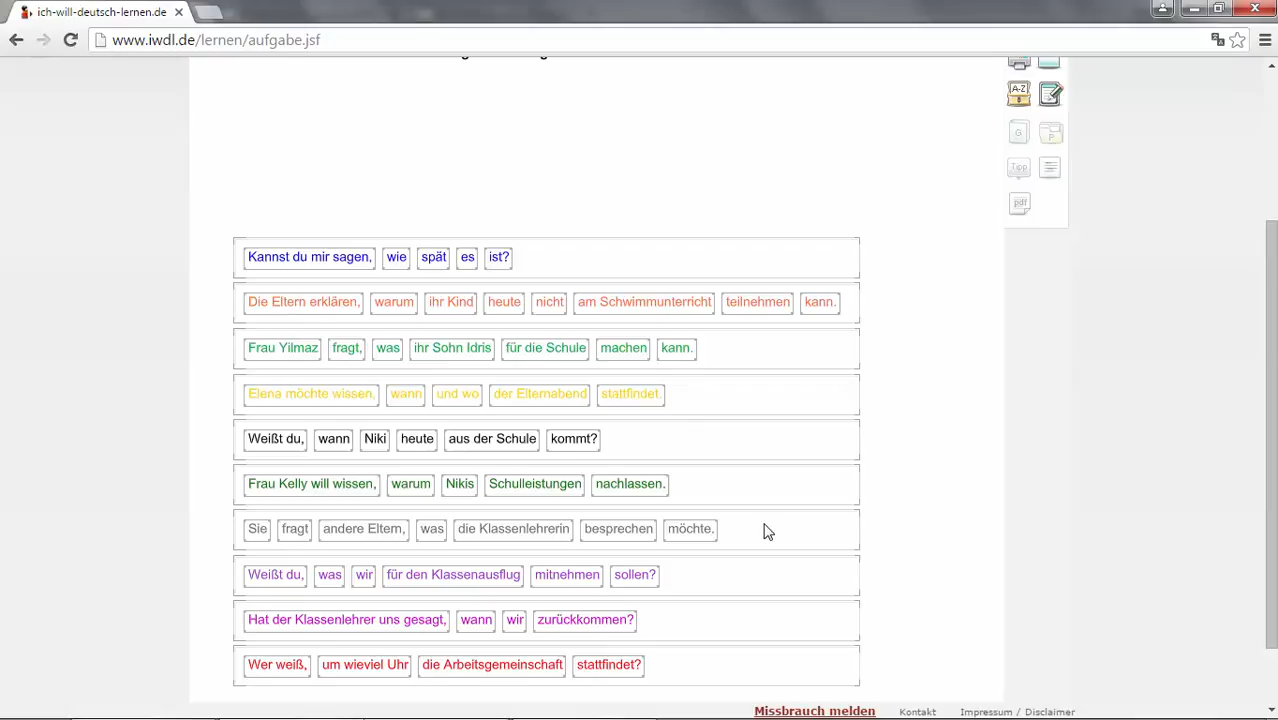 ich-will-deutsch-lernen.de
www.iwdl.de/lernen/aufgabe.jsf
A-Z
G
P
Tipp
pdf
Kannst du mir sagen, wie spät es ist?
Die Eltern erklären, warum ihr Kind heute nicht am Schwimmunterricht teilnehmen kann.
Frau Yilmaz fragt, was ihr Sohn Idris für die Schule machen kann.
Elena möchte wissen, wann und wo der Elternabend stattfindet.
Weißt du, wann Niki heute aus der Schule kommt?
Frau Kelly will wissen, warum Nikis Schulleistungen nachlassen.
Sie fragt andere Eltern, was die Klassenlehrerin besprechen möchte.
Weißt du, was wir für den Klassenausflug mitnehmen sollen?
Hat der Klassenlehrer uns gesagt, wann wir zurückkommen?
Wer weiß, um wieviel Uhr die Arbeitsgemeinschaft stattfindet?
Missbrauch melden Kontakt Impressum / Disclaimer